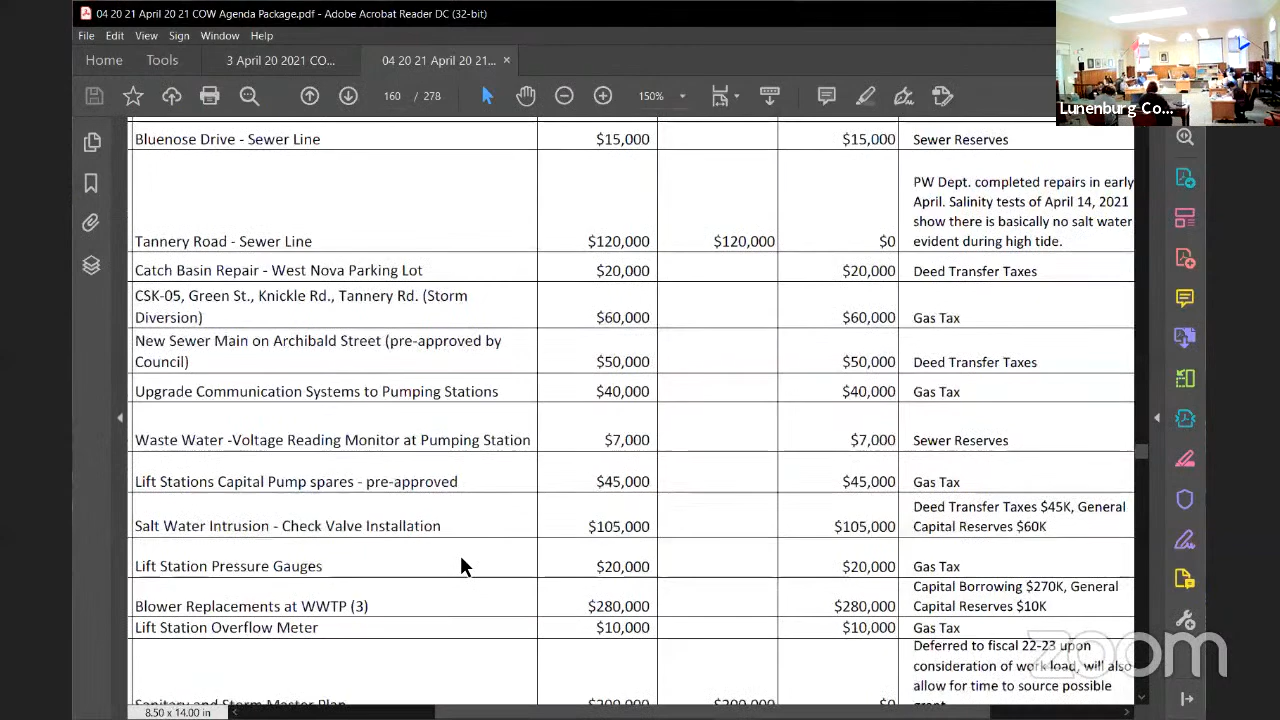 04 20 21 April 20 21 COW Agenda Package.pdf - Adobe Acrobat Reader DC (32-bit)
File Edit View Sign Window Help
Home Tools 3 April 20 2021 CO... 04 20 21 April 20 21... ×
160 / 278 150%
Lunenburg Co...
Bluenose Drive - Sewer Line $15,000 $15,000 Sewer Reserves
PW Dept. completed repairs in early
April. Salinity tests of April 14, 2021
show there is basically no salt water
Tannery Road - Sewer Line $120,000 $120,000 $0 evident during high tide.
Catch Basin Repair - West Nova Parking Lot $20,000 $20,000 Deed Transfer Taxes
CSK-05, Green St., Knickle Rd., Tannery Rd. (Storm
Diversion) $60,000 $60,000 Gas Tax
New Sewer Main on Archibald Street (pre-approved by
Council) $50,000 $50,000 Deed Transfer Taxes
Upgrade Communication Systems to Pumping Stations $40,000 $40,000 Gas Tax
Waste Water -Voltage Reading Monitor at Pumping Station $7,000 $7,000 Sewer Reserves
Lift Stations Capital Pump spares - pre-approved $45,000 $45,000 Gas Tax
Deed Transfer Taxes $45K, General
Salt Water Intrusion - Check Valve Installation $105,000 $105,000 Capital Reserves $60K
Lift Station Pressure Gauges $20,000 $20,000 Gas Tax
Capital Borrowing $270K, General
Blower Replacements at WWTP (3) $280,000 $280,000 Capital Reserves $10K
Lift Station Overflow Meter $10,000 $10,000 Gas Tax
Deferred to fiscal 22-23 upon
consideration of work load, will also
allow for time to source possible
Sanitary and Storm Master Plan $200,000 $200,000 $0 grant
zoom
8.50 x 14.00 in